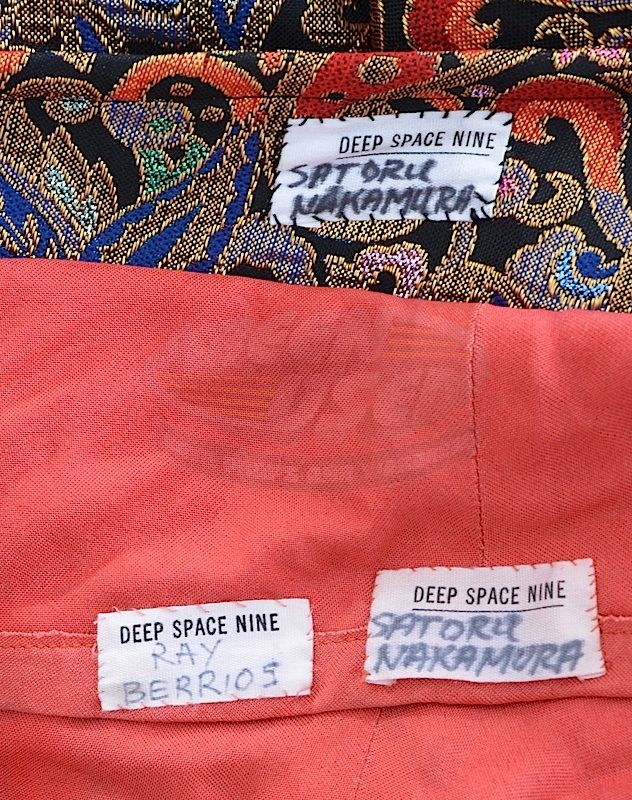 DEEP SPACE NINE
SATORU
NAKAMURA
DEEP SPACE NINE
RAY
BERRIOS
DEEP SPACE NINE
SATORU
NAKAMURA